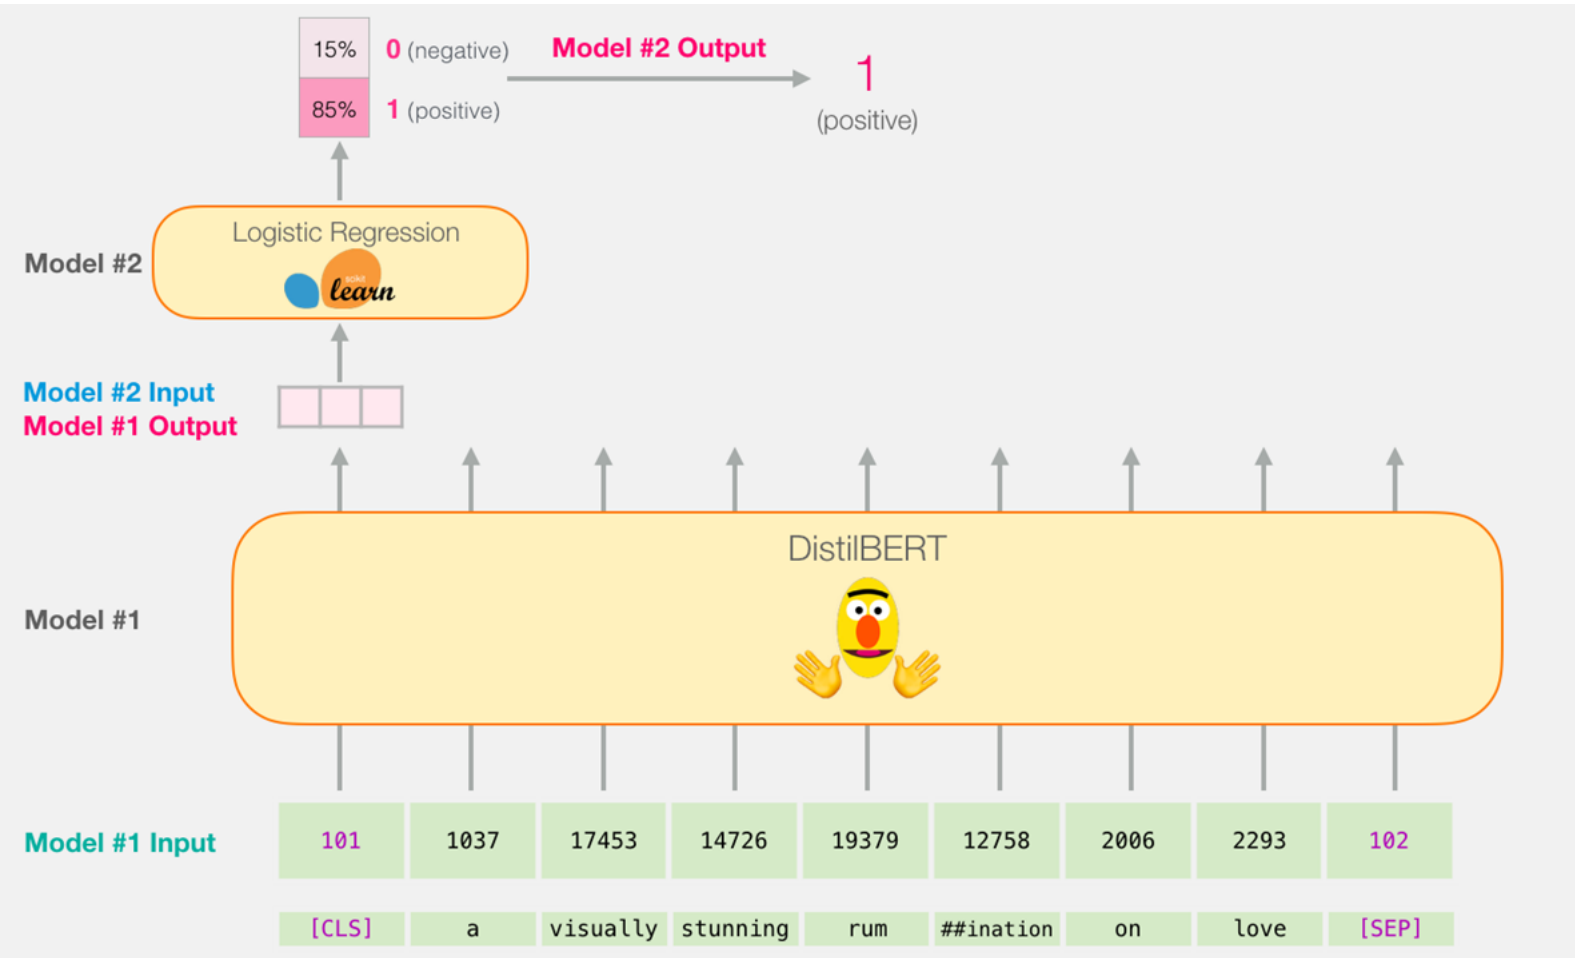 15% 0 (negative) Model #2 Output 1
85% 1 (positive) (positive)
Logistic Regression
Model #2
scikit
learn
Model #2 Input
Model #1 Output
DistilBERT
Model #1
Model #1 Input 101 1037 17453 14726 19379 12758 2006 2293 102
[CLS] a visually stunning rum ##ination on love [SEP]